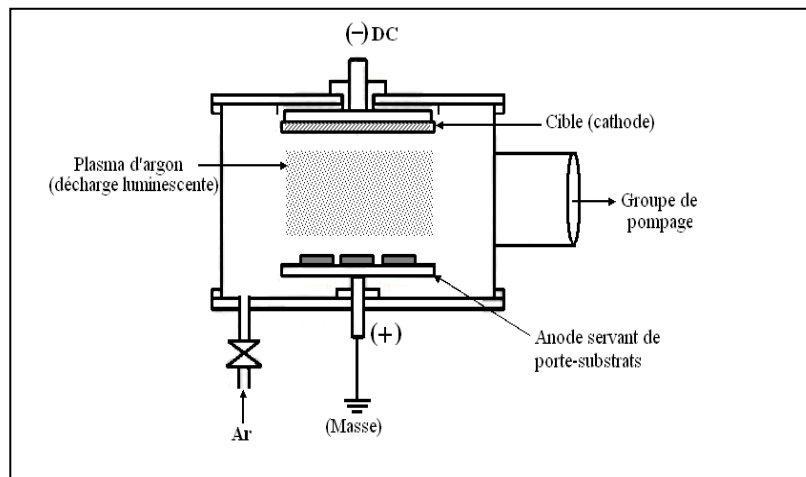 (-) DC
Cible (cathode)
Plasma d'argon
(décharge luminescente)
Groupe de
pompage
(+)
Anode servant de
porte-substrats
(Masse)
Ar